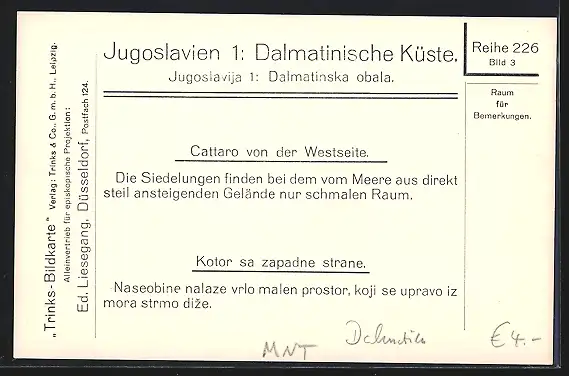 „Trinks-Bildkarte“ Verlag: Trinks & Co., G. m. b. H., Leipzig.
Alleinvertrieb für episkopische Projektion:
Ed. Liesegang, Düsseldorf, Postfach 124.
Jugoslavien 1: Dalmatinische Küste.
Jugoslavija 1: Dalmatinska obala.
Reihe 226
Bild 3
Raum
für
Bemerkungen.
Cattaro von der Westseite.
Die Siedelungen finden bei dem vom Meere aus direkt
steil ansteigenden Gelände nur schmalen Raum.
Kotor sa zapadne strane.
Naseobine nalaze vrlo malen prostor, koji se upravo iz
mora strmo diže.
MNT
€ 4.-